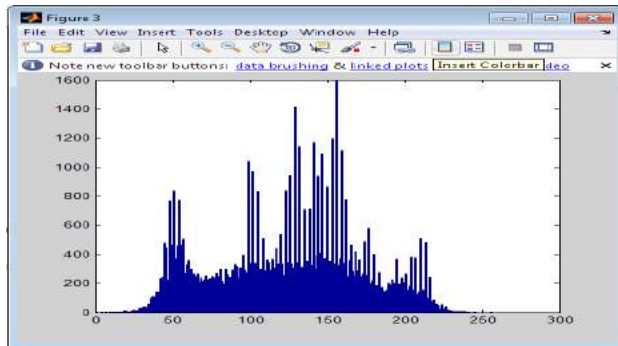 Figure 3
File Edit View Insert Tools Desktop Window Help
Note new toolbar buttons: data brushing & linked plots Insert Colorbar deo
1600
1400
1200
1000
800
600
400
200
0
0 50 100 150 200 250 300